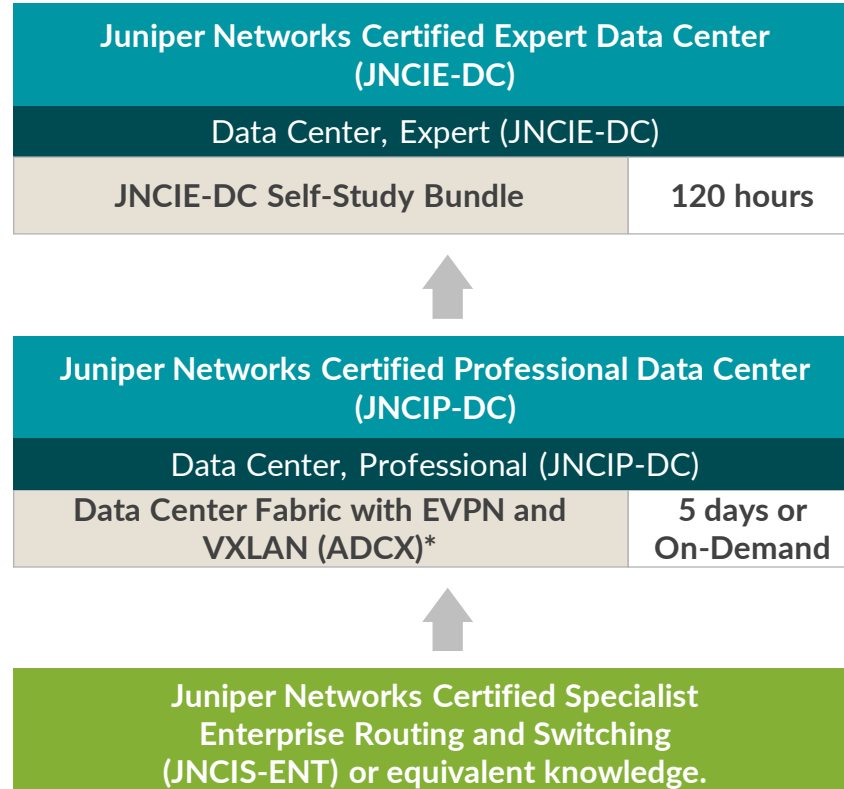 Juniper Networks Certified Expert Data Center
(JNCIE-DC)
Data Center, Expert (JNCIE-DC)
JNCIE-DC Self-Study Bundle
120 hours
Juniper Networks Certified Professional Data Center
(JNCIP-DC)
Data Center, Professional (JNCIP-DC)
Data Center Fabric with EVPN and
VXLAN (ADCX)*
5 days or
On-Demand
Juniper Networks Certified Specialist
Enterprise Routing and Switching
(JNCIS-ENT) or equivalent knowledge.